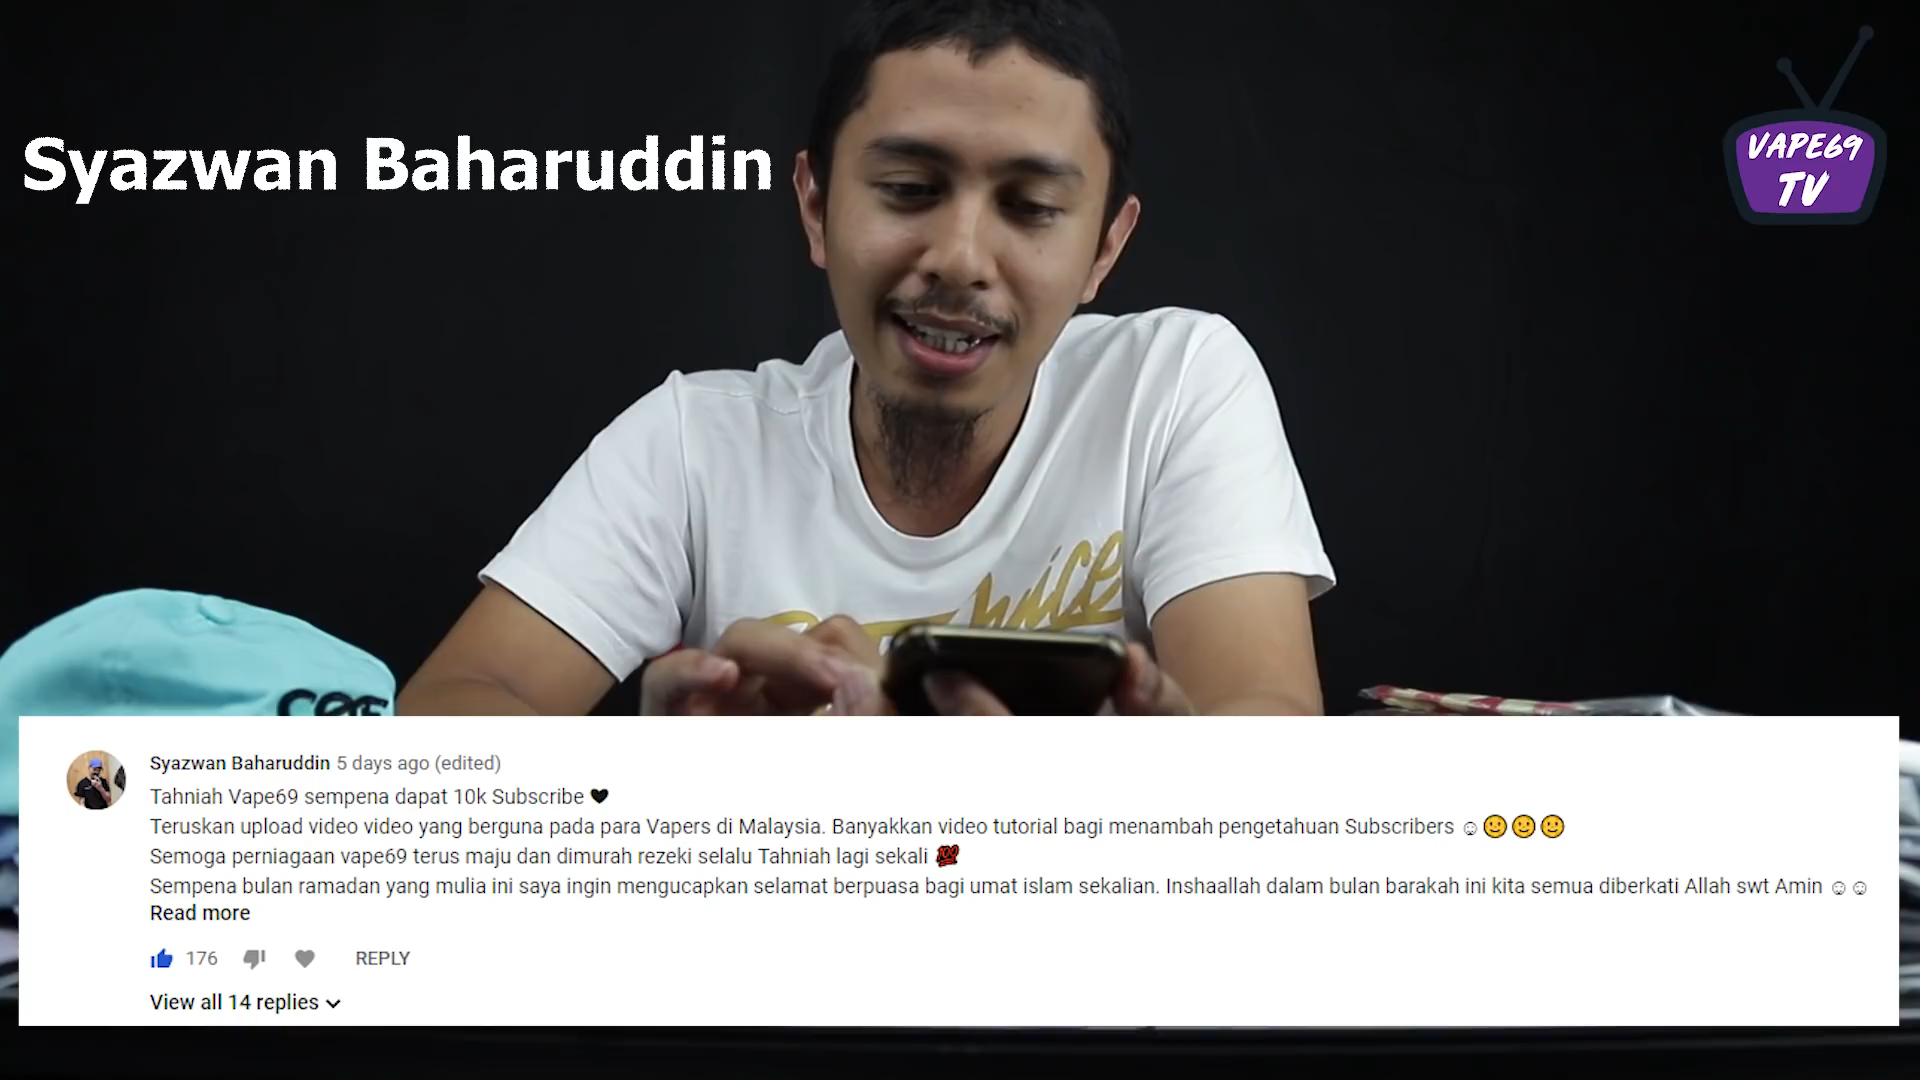 Syazwan Baharuddin
VAPE69
TV
Syazwan Baharuddin 5 days ago (edited)
Tahniah Vape69 sempena dapat 10k Subscribe 🖤
Teruskan upload video video yang berguna pada para Vapers di Malaysia. Banyakkan video tutorial bagi menambah pengetahuan Subscribers ☺🙂🙂🙂
Semoga perniagaan vape69 terus maju dan dimurah rezeki selalu Tahniah lagi sekali 💯
Sempena bulan ramadan yang mulia ini saya ingin mengucapkan selamat berpuasa bagi umat islam sekalian. Inshaallah dalam bulan barakah ini kita semua diberkati Allah swt Amin ☺☺
Read more
176 REPLY
View all 14 replies